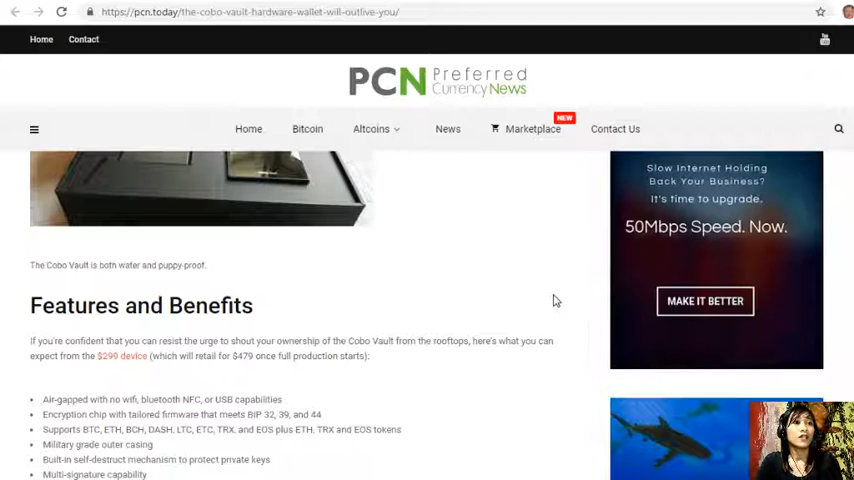 https://pcn.today/the-cobo-vault-hardware-wallet-will-outlive-you/
Home Contact
You Tube
PCN Preferred Currency News
NEW
Home Bitcoin Altcoins News Marketplace Contact Us
Slow Internet Holding
Back Your Business?
It's time to upgrade.
50Mbps Speed. Now.
MAKE IT BETTER
The Cobo Vault is both water and puppy-proof.
Features and Benefits
If you're confident that you can resist the urge to shout your ownership of the Cobo Vault from the rooftops, here's what you can
expect from the $299 device (which will retail for $479 once full production starts):
Air-gapped with no wifi, bluetooth NFC, or USB capabilities
Encryption chip with tailored firmware that meets BIP 32, 39, and 44
Supports BTC, ETH, BCH, DASH, LTC, ETC, TRX, and EOS plus ETH, TRX and EOS tokens
Military grade outer casing
Built-in self-destruct mechanism to protect private keys
Multi-signature capability